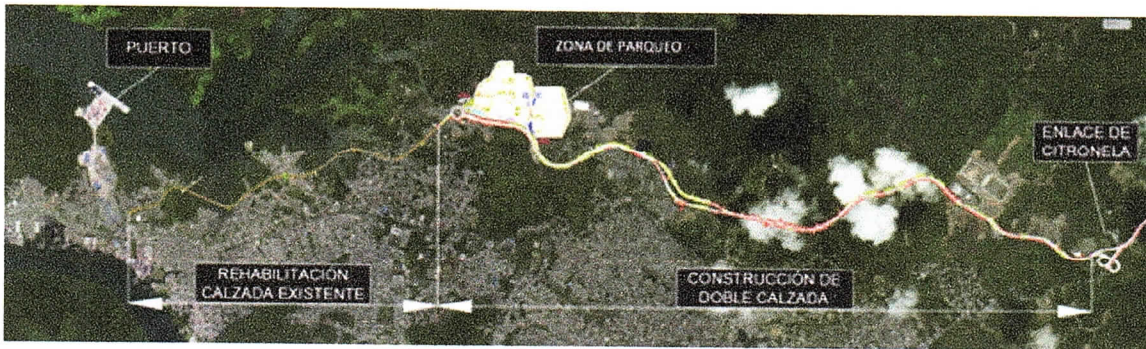 PUERTO
ZONA DE PARQUEO
ENLACE DE
CITRONELA
REHABILITACIÓN
CALZADA EXISTENTE
CONSTRUCCIÓN DE
DOBLE CALZADA